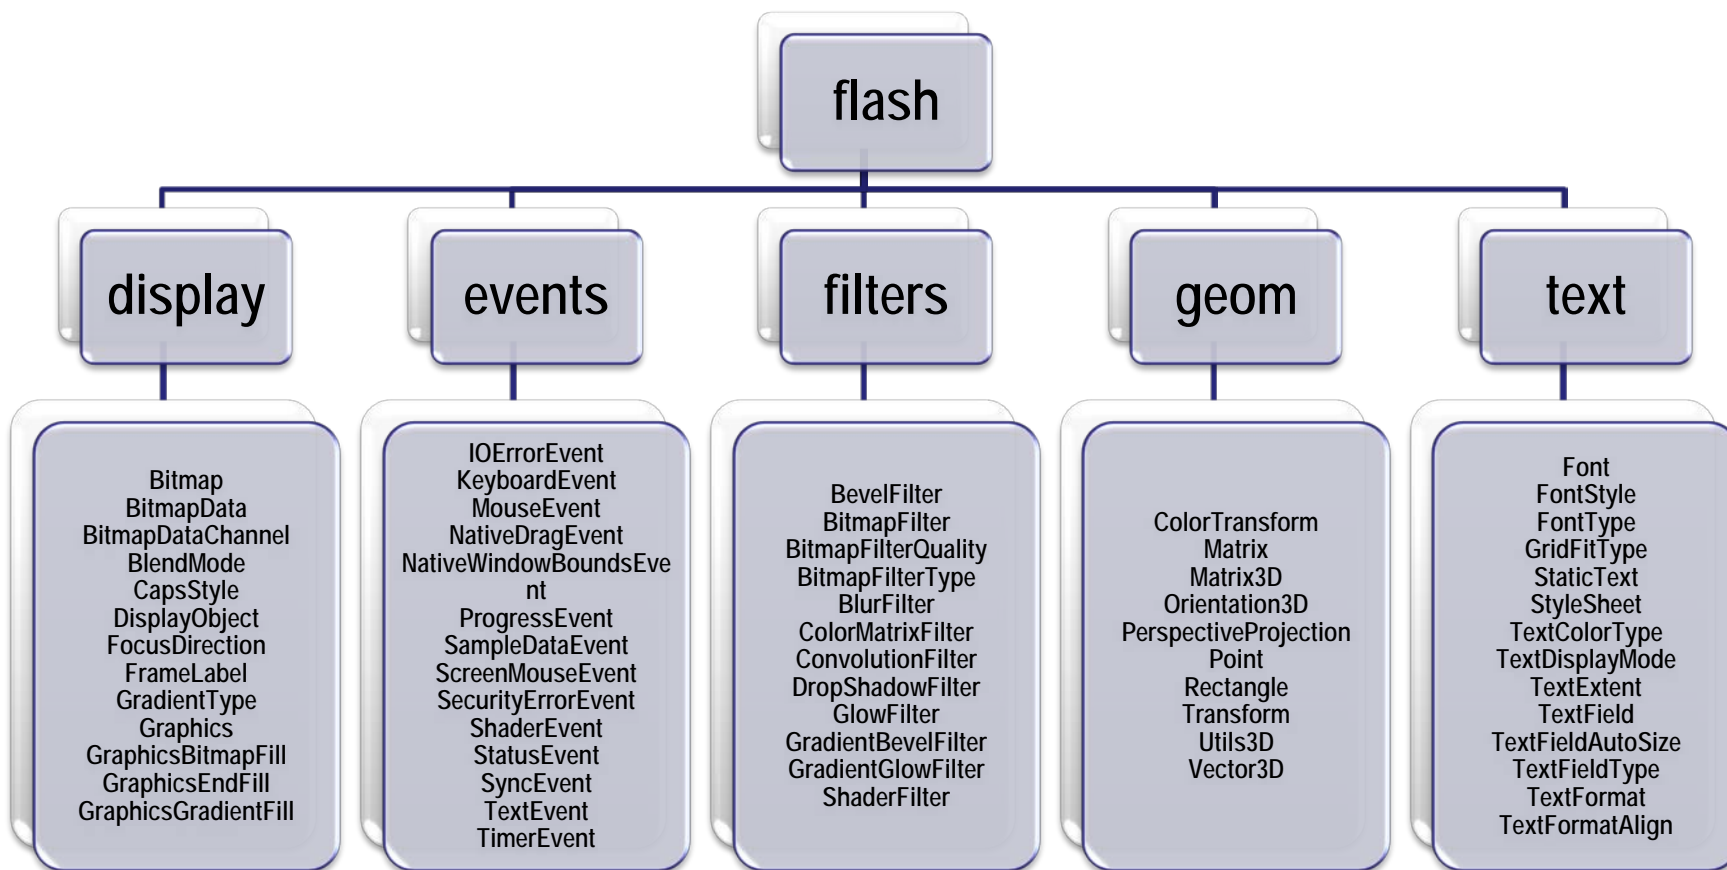 flash
display
events
filters
geom
text
Bitmap
BitmapData
BitmapDataChannel
BlendMode
CapsStyle
DisplayObject
FocusDirection
FrameLabel
GradientType
Graphics
GraphicsBitmapFill
GraphicsEndFill
GraphicsGradientFill
IOErrorEvent
KeyboardEvent
MouseEvent
NativeDragEvent
NativeWindowBoundsEve
nt
ProgressEvent
SampleDataEvent
ScreenMouseEvent
SecurityErrorEvent
ShaderEvent
StatusEvent
SyncEvent
TextEvent
TimerEvent
BevelFilter
BitmapFilter
BitmapFilterQuality
BitmapFilterType
BlurFilter
ColorMatrixFilter
ConvolutionFilter
DropShadowFilter
GlowFilter
GradientBevelFilter
GradientGlowFilter
ShaderFilter
ColorTransform
Matrix
Matrix3D
Orientation3D
PerspectiveProjection
Point
Rectangle
Transform
Utils3D
Vector3D
Font
FontStyle
FontType
GridFitType
StaticText
StyleSheet
TextColorType
TextDisplayMode
TextExtent
TextField
TextFieldAutoSize
TextFieldType
TextFormat
TextFormatAlign